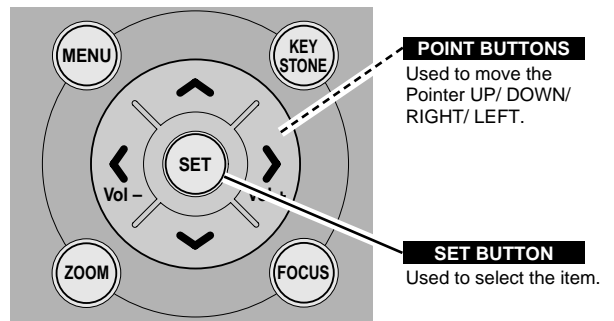 MENU
KEY
STONE
SET
Vol –
Vol +
ZOOM
FOCUS
POINT BUTTONS
Used to move the
Pointer UP/ DOWN/
RIGHT/ LEFT.
SET BUTTON
Used to select the item.